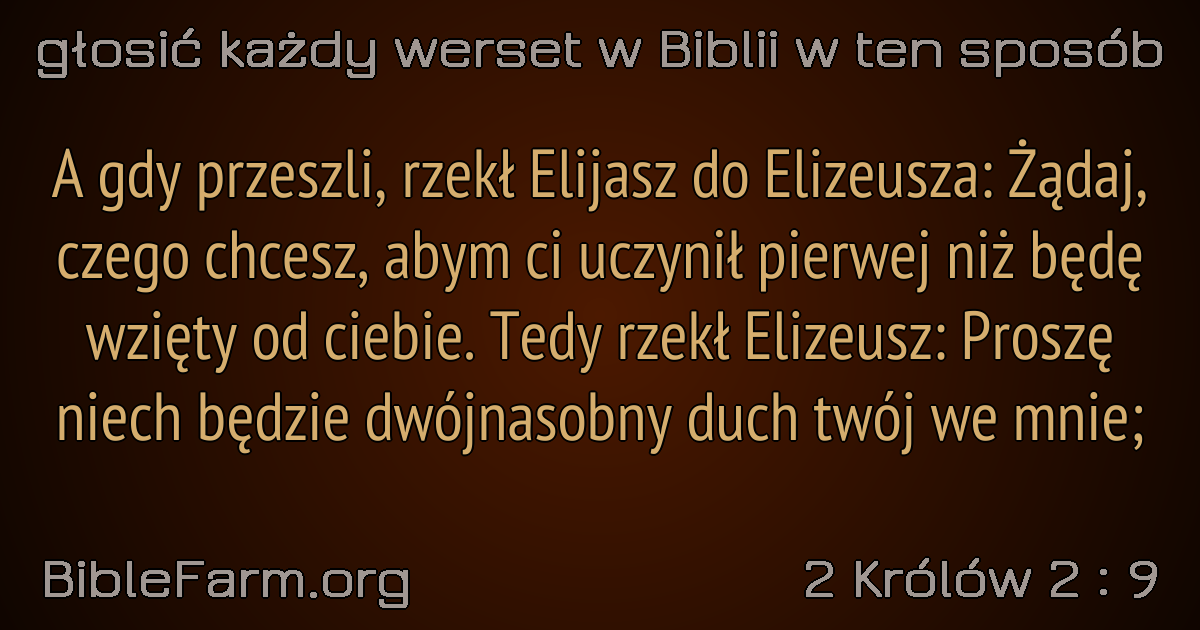 głosić każdy werset w Biblii w ten sposób
A gdy przeszli, rzekł Elijasz do Elizeusza: Żądaj,
czego chcesz, abym ci uczynił pierwej niż będę
wzięty od ciebie. Tedy rzekł Elizeusz: Proszę
niech będzie dwójnasobny duch twój we mnie;
BibleFarm.org
2 Królów 2 : 9